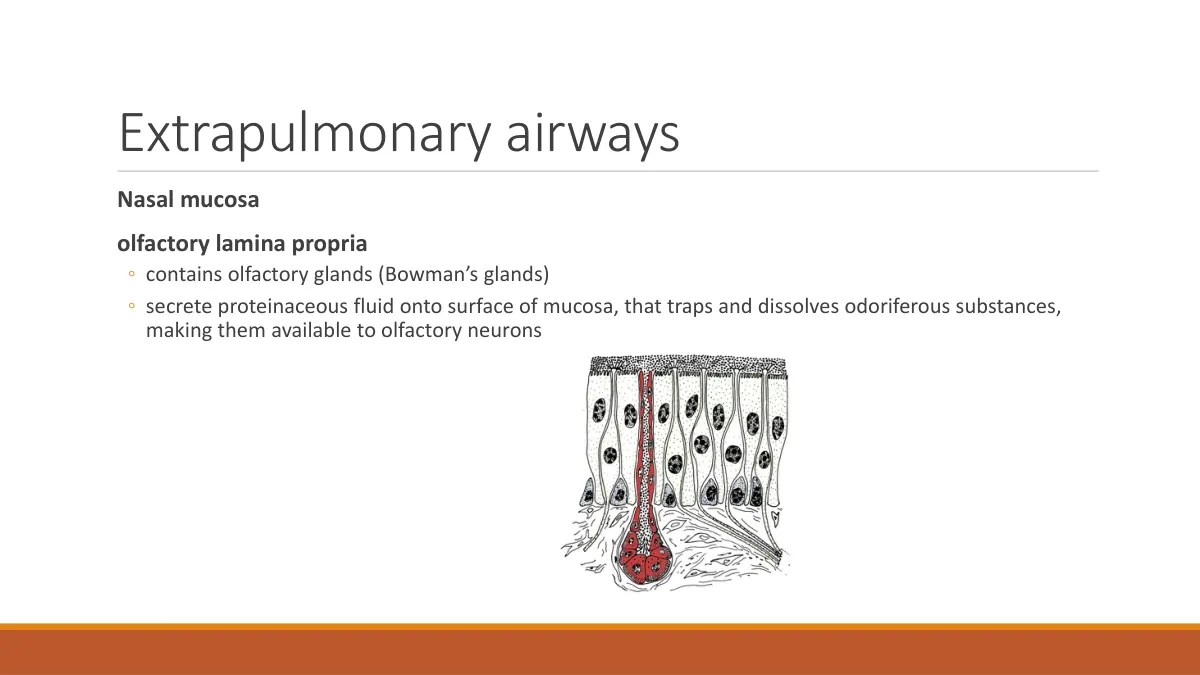 Extrapulmonary airways
Nasal mucosa
olfactory lamina propria
◦ contains olfactory glands (Bowman’s glands)
◦ secrete proteinaceous fluid onto surface of mucosa, that traps and dissolves odoriferous substances,
making them available to olfactory neurons